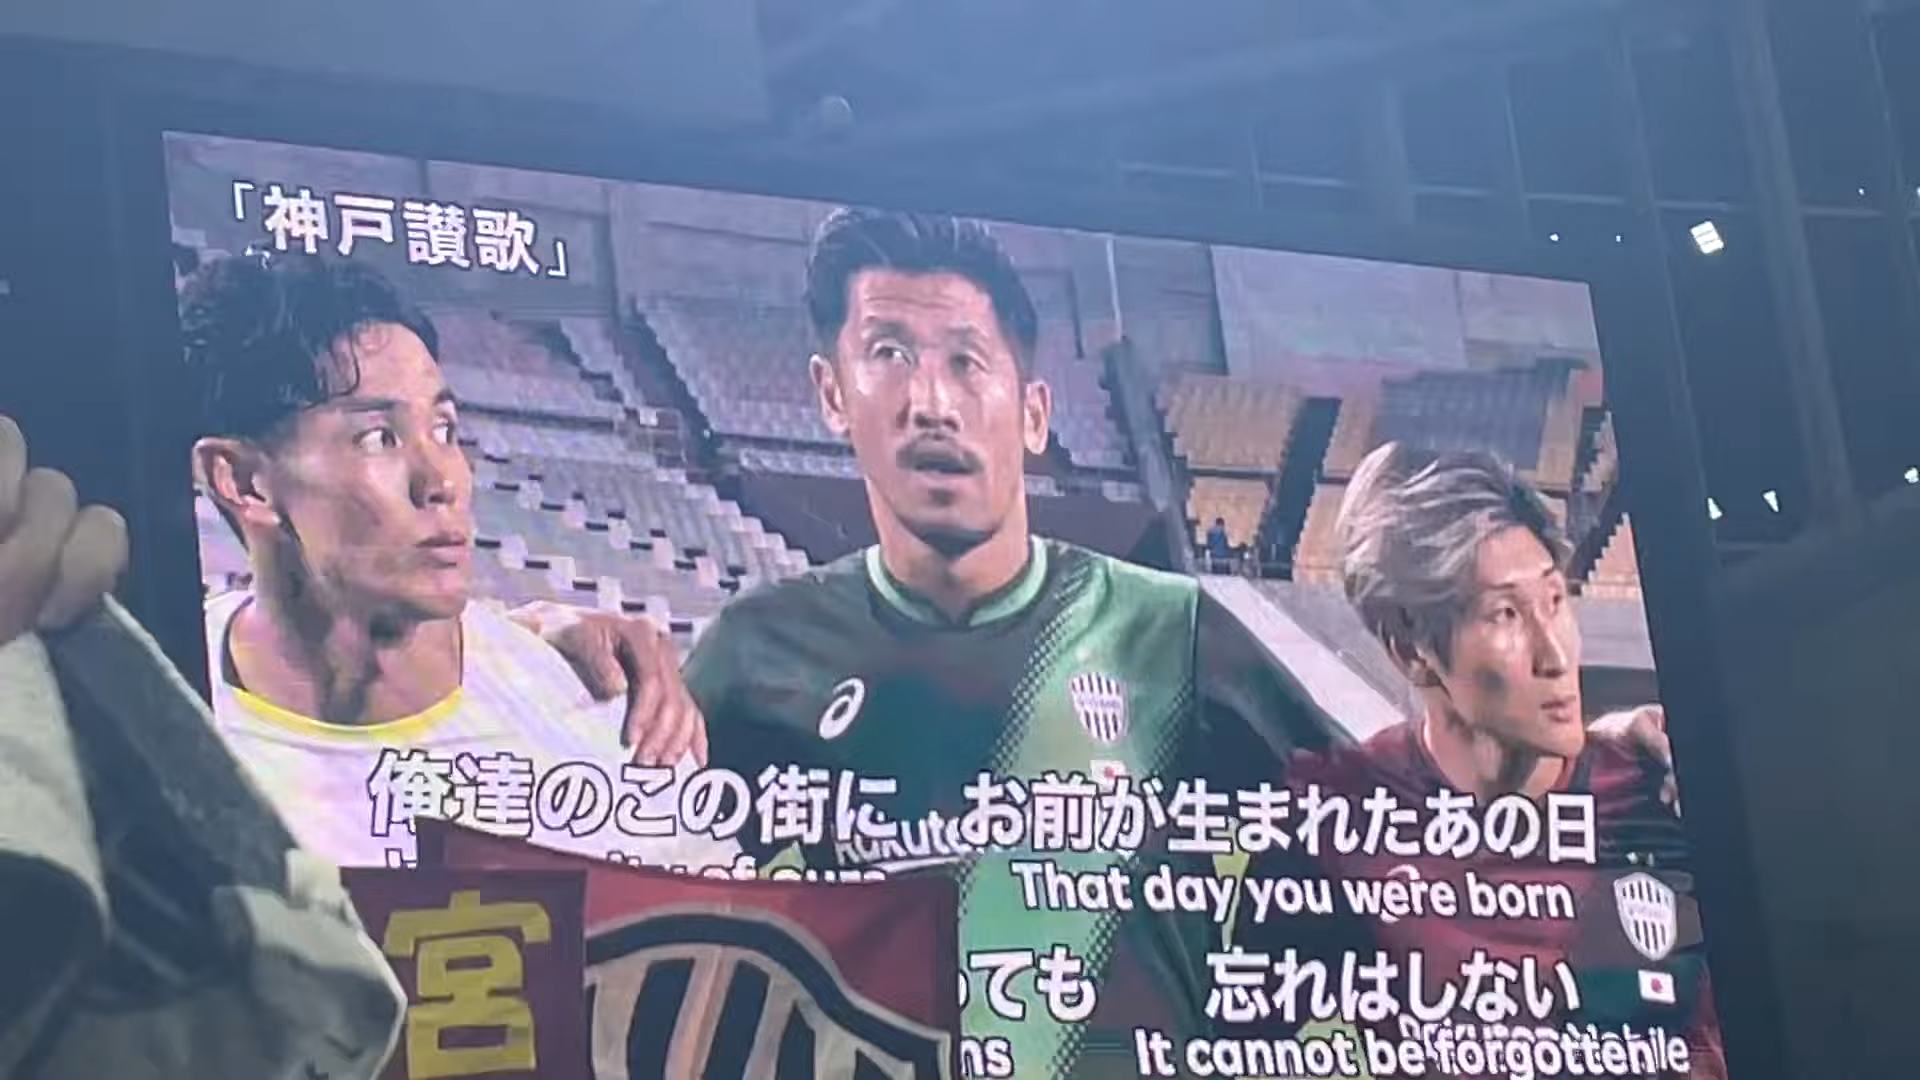 「神戸讃歌」
俺達のこの街に お前が生まれたあの日
That day you were born
ても 忘れはしない
It cannot be forgotten
宮